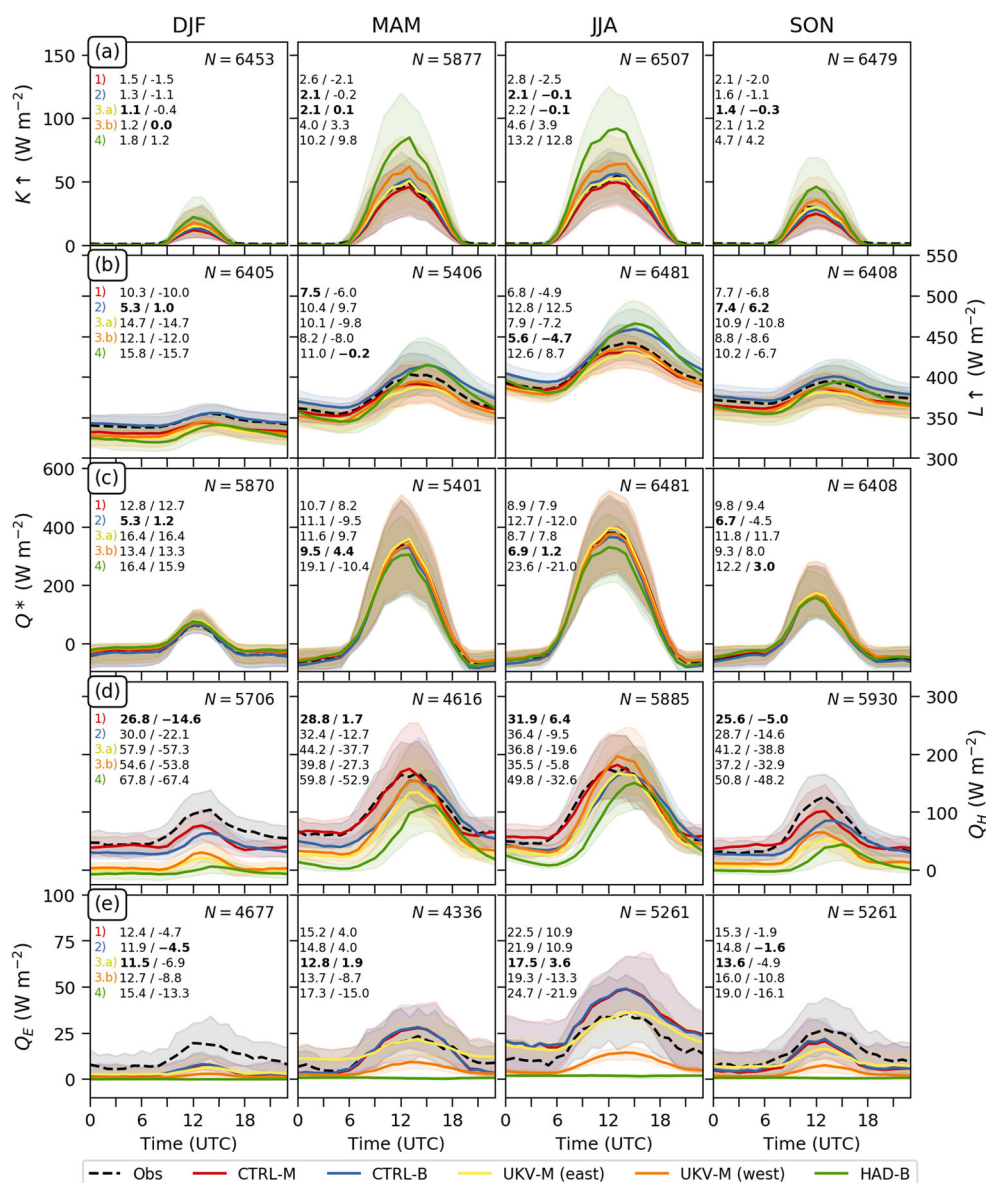 DJF MAM JJA SON
(a)
K↑ (W m−2)
150
100
50
0
N = 6453
1) 1.5 / -1.5
2) 1.3 / -1.1
3.a) 1.1 / -0.4
3.b) 1.2 / 0.0
4) 1.8 / 1.2
N = 5877
2.6 / -2.1
2.1 / -0.2
2.1 / 0.1
4.0 / 3.3
10.2 / 9.8
N = 6507
2.8 / -2.5
2.1 / −0.1
2.2 / -0.1
4.6 / 3.9
13.2 / 12.8
N = 6479
2.1 / -2.0
1.6 / -1.1
1.4 / −0.3
2.1 / 1.2
4.7 / 4.2
(b)
N = 6405
1) 10.3 / -10.0
2) 5.3 / 1.0
3.a) 14.7 / -14.7
3.b) 12.1 / -12.0
4) 15.8 / -15.7
N = 5406
7.5 / -6.0
10.4 / 9.7
10.1 / -9.8
8.2 / -8.0
11.0 / −0.2
N = 6481
6.8 / -4.9
12.8 / 12.5
7.9 / -7.2
5.6 / −4.7
12.6 / 8.7
N = 6408
7.7 / -6.8
7.4 / 6.2
10.9 / -10.8
8.8 / -8.6
10.2 / -6.7
550
500
450
400
350
300
L↑ (W m−2)
(c)
Q* (W m−2)
600
400
200
0
N = 5870
1) 12.8 / 12.7
2) 5.3 / 1.2
3.a) 16.4 / 16.4
3.b) 13.4 / 13.3
4) 16.4 / 15.9
N = 5401
10.7 / 8.2
11.1 / -9.5
11.6 / 9.7
9.5 / 4.4
19.1 / -10.4
N = 6481
8.9 / 7.9
12.7 / -12.0
8.7 / 7.8
6.9 / 1.2
23.6 / -21.0
N = 6408
9.8 / 9.4
6.7 / -4.5
11.8 / 11.7
9.3 / 8.0
12.2 / 3.0
(d)
N = 5706
1) 26.8 / −14.6
2) 30.0 / -22.1
3.a) 57.9 / -57.3
3.b) 54.6 / -53.8
4) 67.8 / -67.4
N = 4616
28.8 / 1.7
32.4 / -12.7
44.2 / -37.7
39.8 / -27.3
59.8 / -52.9
N = 5885
31.9 / 6.4
36.4 / -9.5
36.8 / -19.6
35.5 / -5.8
49.8 / -32.6
N = 5930
25.6 / −5.0
28.7 / -14.6
41.2 / -38.8
37.2 / -32.9
50.8 / -48.2
300
200
100
0
QH (W m−2)
(e)
QE (W m−2)
100
75
50
25
0
N = 4677
1) 12.4 / -4.7
2) 11.9 / −4.5
3.a) 11.5 / -6.9
3.b) 12.7 / -8.8
4) 15.4 / -13.3
N = 4336
15.2 / 4.0
14.8 / 4.0
12.8 / 1.9
13.7 / -8.7
17.3 / -15.0
N = 5261
22.5 / 10.9
21.9 / 10.9
17.5 / 3.6
19.3 / -13.3
24.7 / -21.9
N = 5261
15.3 / -1.9
14.8 / −1.6
13.6 / -4.9
16.0 / -10.8
19.0 / -16.1
0 6 12 18 0 6 12 18 0 6 12 18 0 6 12 18
Time (UTC) Time (UTC) Time (UTC) Time (UTC)
Obs CTRL-M CTRL-B UKV-M (east) UKV-M (west) HAD-B